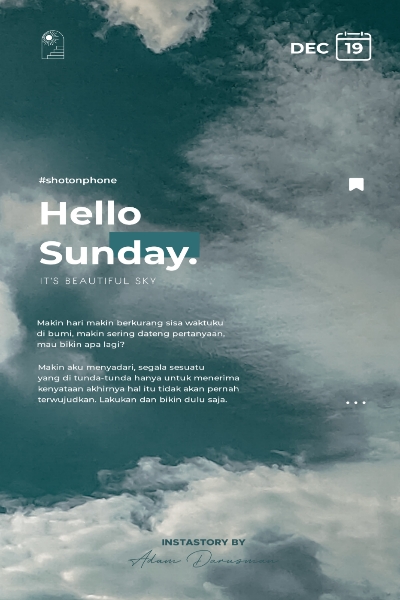 DEC 19
#shotonphone
Hello
Sunday.
IT'S BEAUTIFUL SKY
Makin hari makin berkurang sisa waktuku
di bumi, makin sering dateng pertanyaan,
mau bikin apa lagi?
Makin aku menyadari, segala sesuatu
yang di tunda-tunda hanya untuk menerima
kenyataan akhirnya hal itu tidak akan pernah
terwujudkan. Lakukan dan bikin dulu saja.
INSTASTORY BY
Adam Darusman